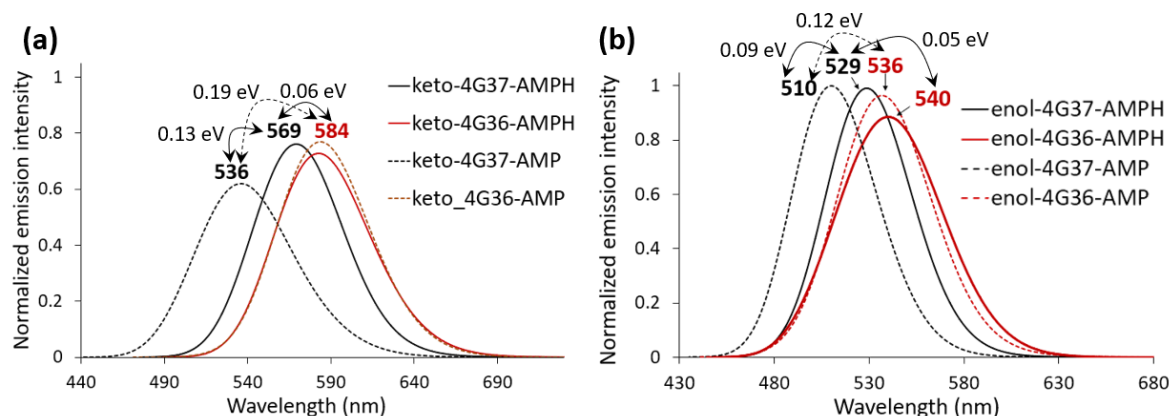 (a)
Normalized emission intensity
1
0.8
0.6
0.4
0.2
0
0.19 eV
0.06 eV
0.13 eV
569
584
536
keto-4G37-AMPH
keto-4G36-AMPH
keto-4G37-AMP
keto_4G36-AMP
440
490
540
590
640
690
Wavelength (nm)
(b)
Normalized emission intensity
1
0.8
0.6
0.4
0.2
0
0.12 eV
0.09 eV
0.05 eV
529
536
510
540
enol-4G37-AMPH
enol-4G36-AMPH
enol-4G37-AMP
enol-4G36-AMP
430
480
530
580
630
680
Wavelength (nm)